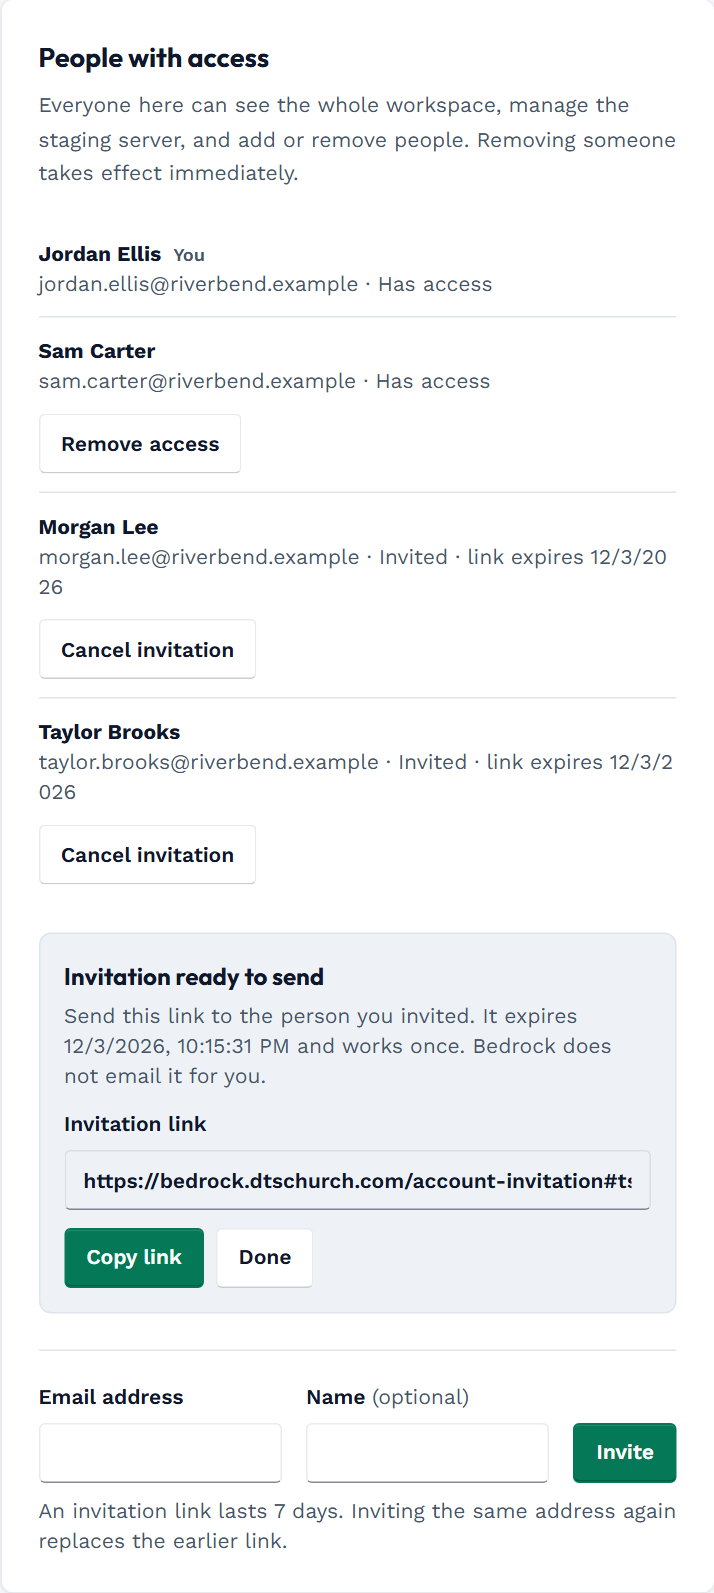 People with access
Everyone here can see the whole workspace, manage the
staging server, and add or remove people. Removing someone
takes effect immediately.
Jordan Ellis You
jordan.ellis@riverbend.example · Has access
Sam Carter
sam.carter@riverbend.example · Has access
Remove access
Morgan Lee
morgan.lee@riverbend.example · Invited · link expires 12/3/20
26
Cancel invitation
Taylor Brooks
taylor.brooks@riverbend.example · Invited · link expires 12/3/2
026
Cancel invitation
Invitation ready to send
Send this link to the person you invited. It expires
12/3/2026, 10:15:31 PM and works once. Bedrock does
not email it for you.
Invitation link
https://bedrock.dtschurch.com/account-invitation#ts
Copy link Done
Email address Name (optional)
Invite
An invitation link lasts 7 days. Inviting the same address again
replaces the earlier link.